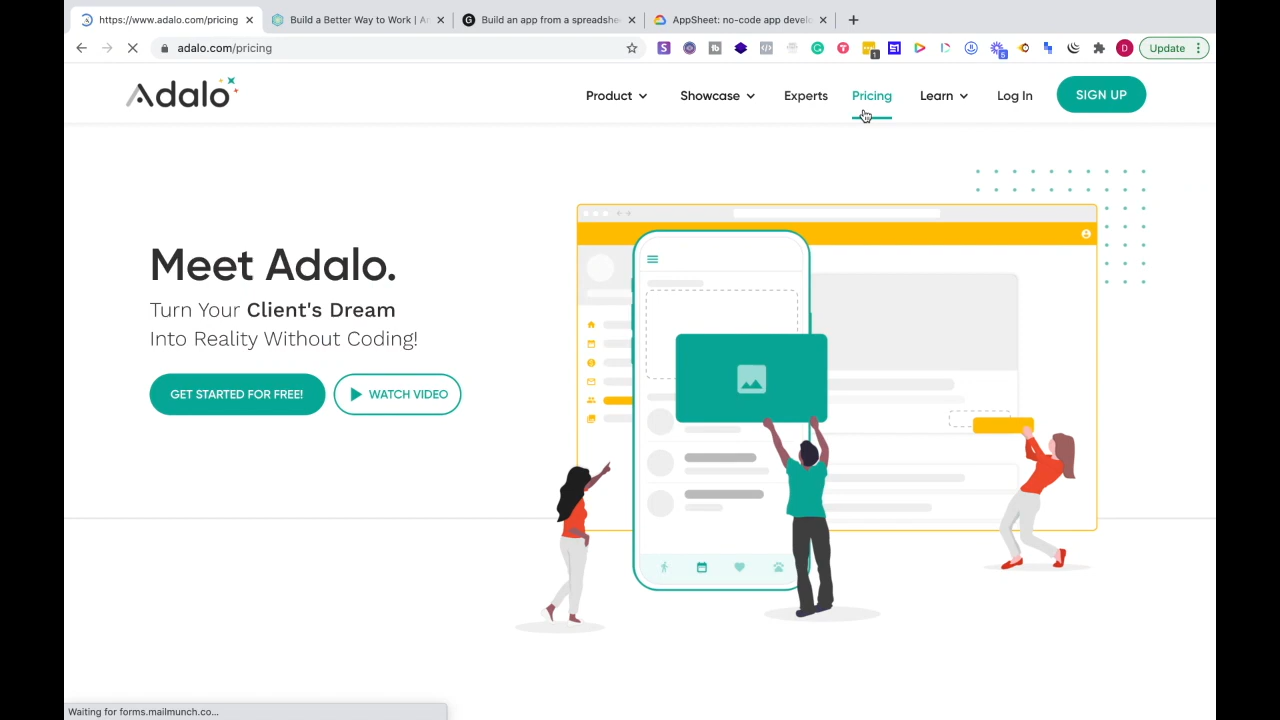 https://www.adalo.com/pricing
Build a Better Way to Work |
Build an app from a spreadshe
AppSheet: no-code app devel
adalo.com/pricing
Update
Adalo
Product
Showcase
Experts
Pricing
Learn
Log In
SIGN UP
Meet Adalo.
Turn Your Client's Dream
Into Reality Without Coding!
GET STARTED FOR FREE!
WATCH VIDEO
Waiting for forms.mailmunch.co...